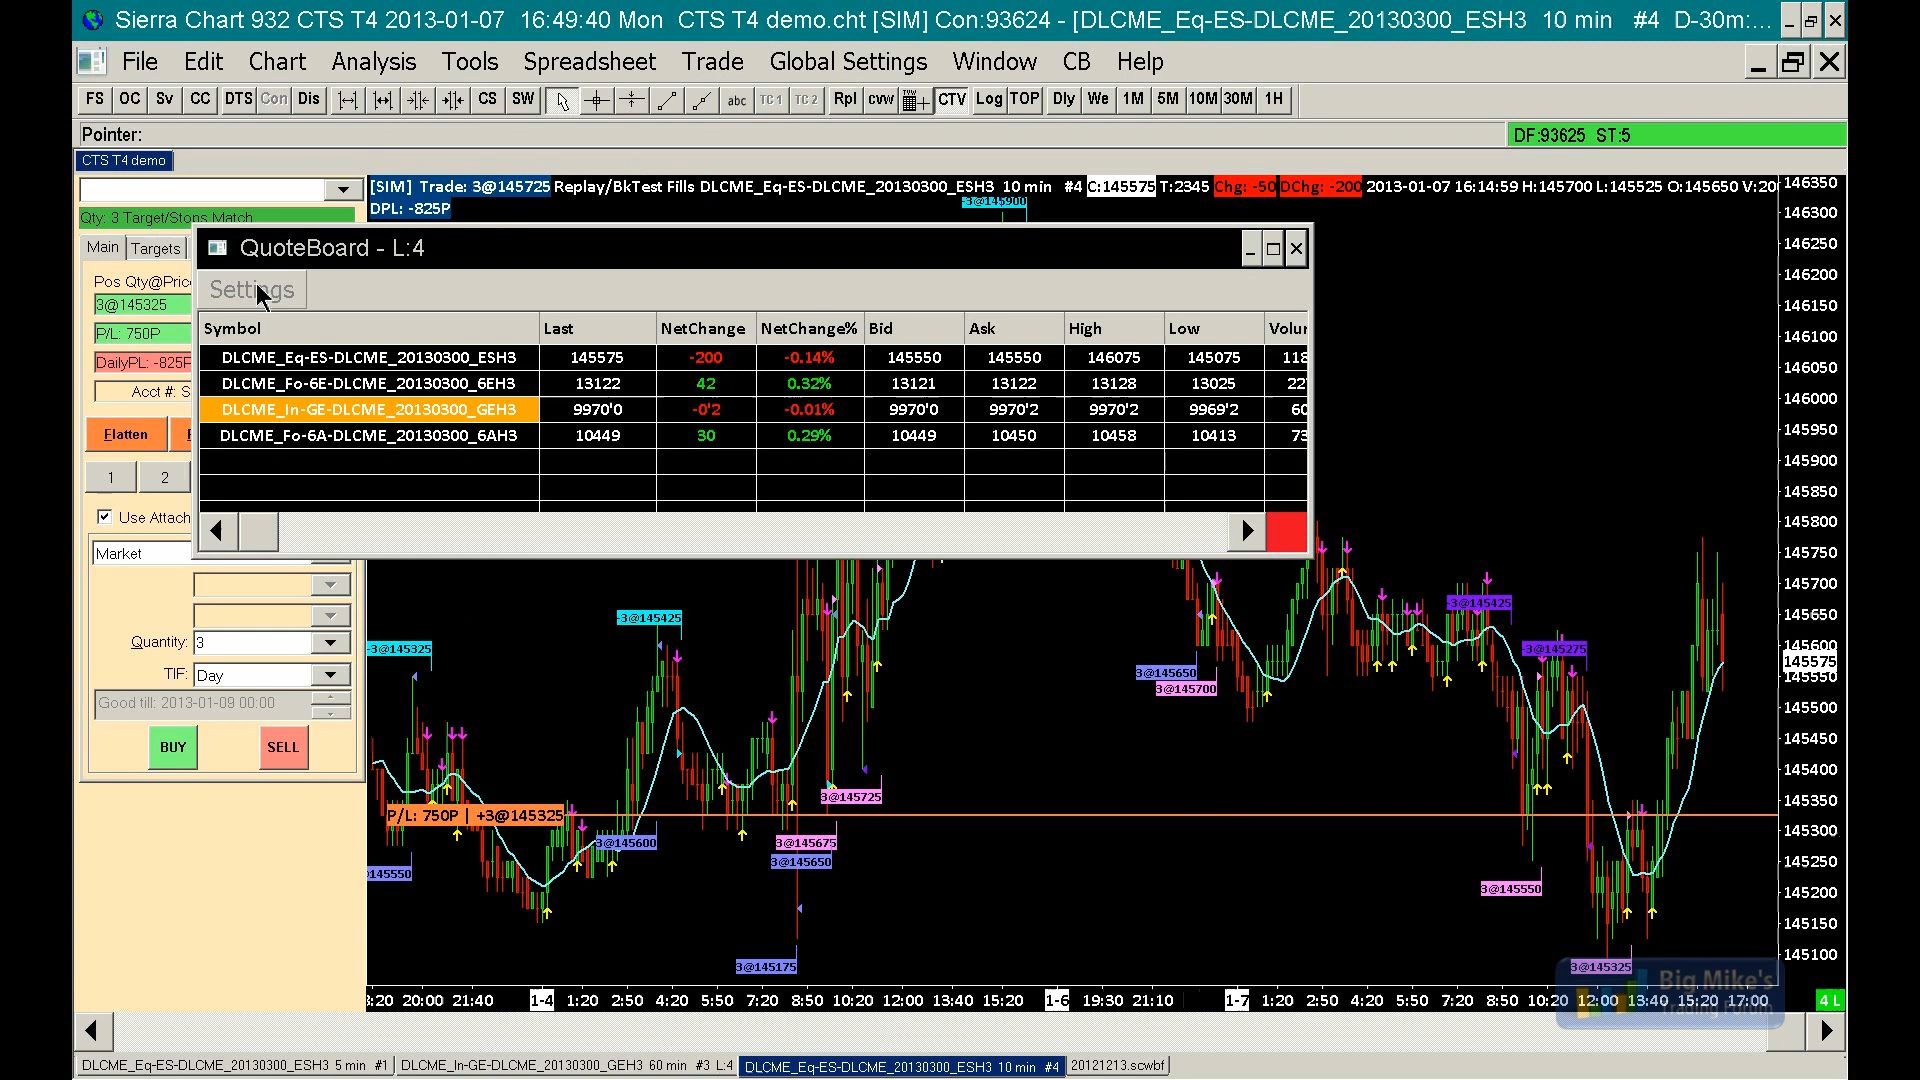 Sierra Chart 932 CTS T4 2013-01-07 16:49:40 Mon CTS T4 demo.cht [SIM] Con:93624 - [DLCME_Eq-ES-DLCME_20130300_ESH3 10 min #4 D-30m:...
File Edit Chart Analysis Tools Spreadsheet Trade Global Settings Window CB Help
FS OC Sv CC DTS Con Dis CS SW abc TC 1 TC 2 Rpl cvw CTV Log TOP Dly We 1M 5M 10M 30M 1H
Pointer: DF:93625 ST:5
CTS T4 demo
[SIM] Trade: 3@145725 Replay/BkTest Fills DLCME_Eq-ES-DLCME_20130300_ESH3 10 min #4 C:145575 T:2345 Chg: -50 DChg: -200 2013-01-07 16:14:59 H:145700 L:145525 O:145650 V:20
DPL: -825P
-3@145900
Qty: 3 Target/Stops Match
Main Targets
Pos Qty@Pric
3@145325
P/L: 750P
DailyPL: -825P
Acct #: S
Flatten
1 2
Use Attach
Market
Quantity: 3
TIF: Day
Good till: 2013-01-09 00:00
BUY SELL
QuoteBoard - L:4
Settings
Symbol Last NetChange NetChange% Bid Ask High Low Volur
DLCME_Eq-ES-DLCME_20130300_ESH3 145575 -200 -0.14% 145550 145550 146075 145075 118
DLCME_Fo-6E-DLCME_20130300_6EH3 13122 42 0.32% 13121 13122 13128 13025 22
DLCME_In-GE-DLCME_20130300_GEH3 9970'0 -0'2 -0.01% 9970'0 9970'2 9970'2 9969'2 60
DLCME_Fo-6A-DLCME_20130300_6AH3 10449 30 0.29% 10449 10450 10458 10413 73
-3@145425
-3@145325
-3@145425
-3@145275
3@145650
3@145700
3@145725
P/L: 750P | +3@145325
3@145600
3@145675
3@145650
@145550
3@145550
3@145175
3@145325
146350
146300
146250
146200
146150
146100
146050
146000
145950
145900
145850
145800
145750
145700
145650
145600
145575
145550
145500
145450
145400
145350
145300
145250
145200
145150
145100
Big Mike's
Trading Forum
:20 20:00 21:40 1-4 1:20 2:50 4:20 5:50 7:20 8:50 10:20 12:00 13:40 15:20 1-6 19:30 21:10 1-7 1:20 2:50 4:20 5:50 7:20 8:50 10:20 12:00 13:40 15:20 17:00 4 L
DLCME_Eq-ES-DLCME_20130300_ESH3 5 min #1 DLCME_In-GE-DLCME_20130300_GEH3 60 min #3 L:4 DLCME_Eq-ES-DLCME_20130300_ESH3 10 min #4 20121213.scwbf